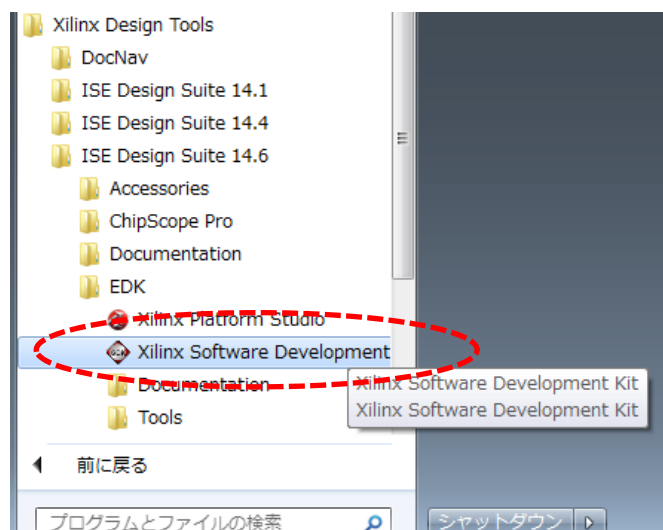 Xilinx Design Tools
DocNav
ISE Design Suite 14.1
ISE Design Suite 14.4
ISE Design Suite 14.6
Accessories
ChipScope Pro
Documentation
EDK
Xilinx Platform Studio
Xilinx Software Development
Documentation
Xilinx Software Development Kit
Tools
Xilinx Software Development Kit
前に戻る
プログラムとファイルの検索
シャットダウン